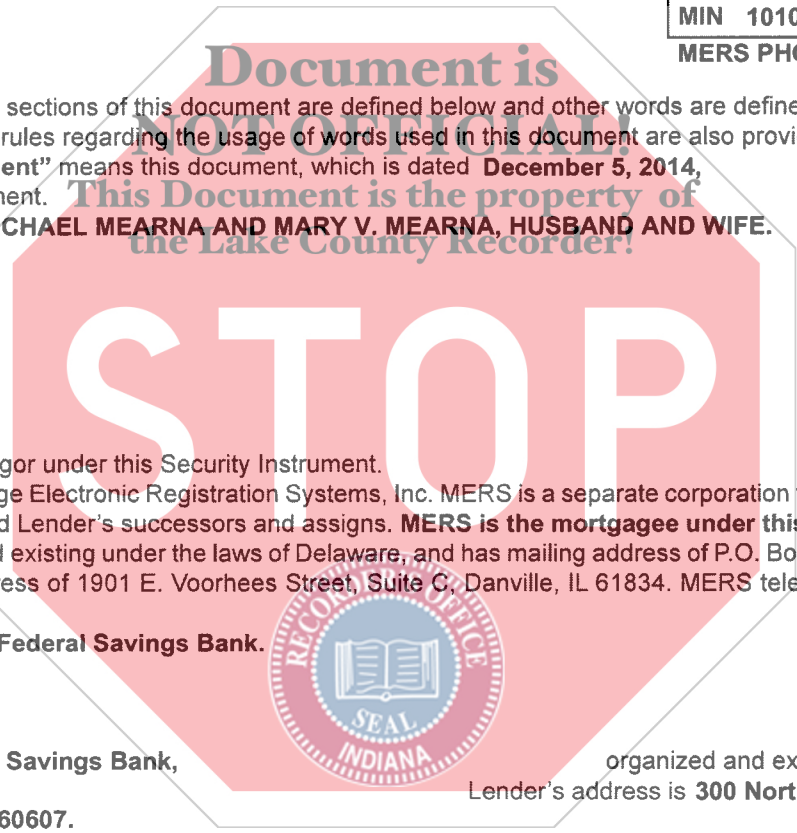 MIN 1010
MERS PHO
Document is
sections of this document are defined below and other words are define
NOT OFFICIAL!
rules regarding the usage of words used in this document are also provi
ent” means this document, which is dated December 5, 2014,
nent.
This Document is the property of
CHAEL MEARNA AND MARY V. MEARNA, HUSBAND AND WIFE.
the Lake County Recorder!
STOP
gor under this Security Instrument.
ge Electronic Registration Systems, Inc. MERS is a separate corporation
d Lender’s successors and assigns. MERS is the mortgagee under this
d existing under the laws of Delaware, and has mailing address of P.O. Bo
ress of 1901 E. Voorhees Street, Suite C, Danville, IL 61834. MERS tele
RECORDERS OFFICE
Federal Savings Bank.
SEAL
INDIANA
Savings Bank,
organized and ex
Lender’s address is 300 Nort
60607.